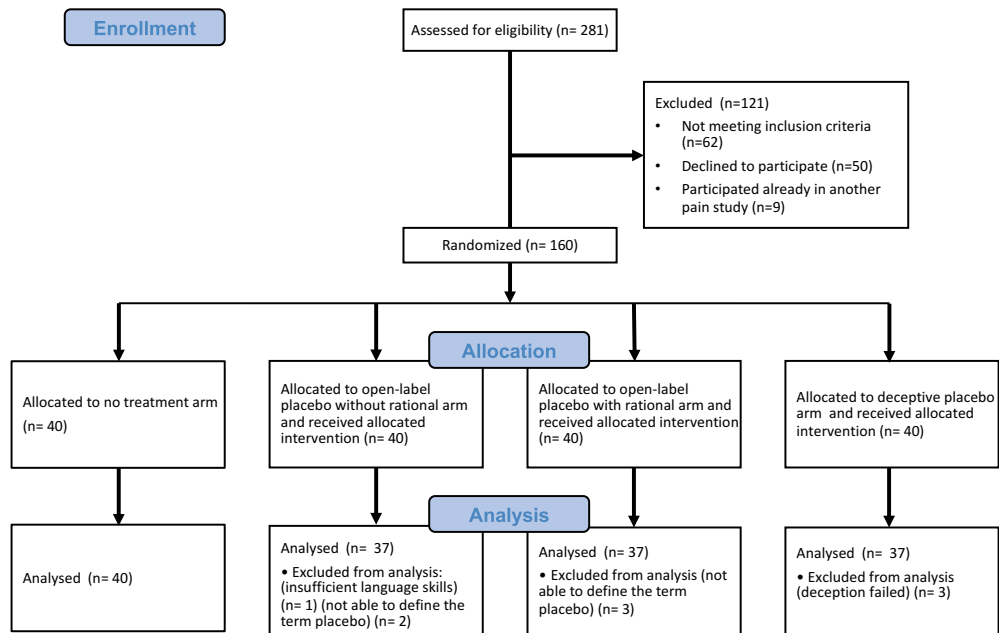 Enrollment
Assessed for eligibility (n= 281)
Excluded (n=121)
• Not meeting inclusion criteria
(n=62)
• Declined to participate (n=50)
• Participated already in another
pain study (n=9)
Randomized (n= 160)
Allocation
Allocated to no treatment arm
(n= 40)
Allocated to open-label
placebo without rational arm
and received allocated
intervention (n= 40)
Allocated to open-label
placebo with rational arm and
received allocated intervention
(n= 40)
Allocated to deceptive placebo
arm and received allocated
intervention (n= 40)
Analysis
Analysed (n= 40)
Analysed (n= 37)
• Excluded from analysis:
(insufficient language skills)
(n= 1) (not able to define the
term placebo) (n= 2)
Analysed (n= 37)
• Excluded from analysis (not
able to define the term
placebo) (n= 3)
Analysed (n= 37)
• Excluded from analysis
(deception failed) (n= 3)